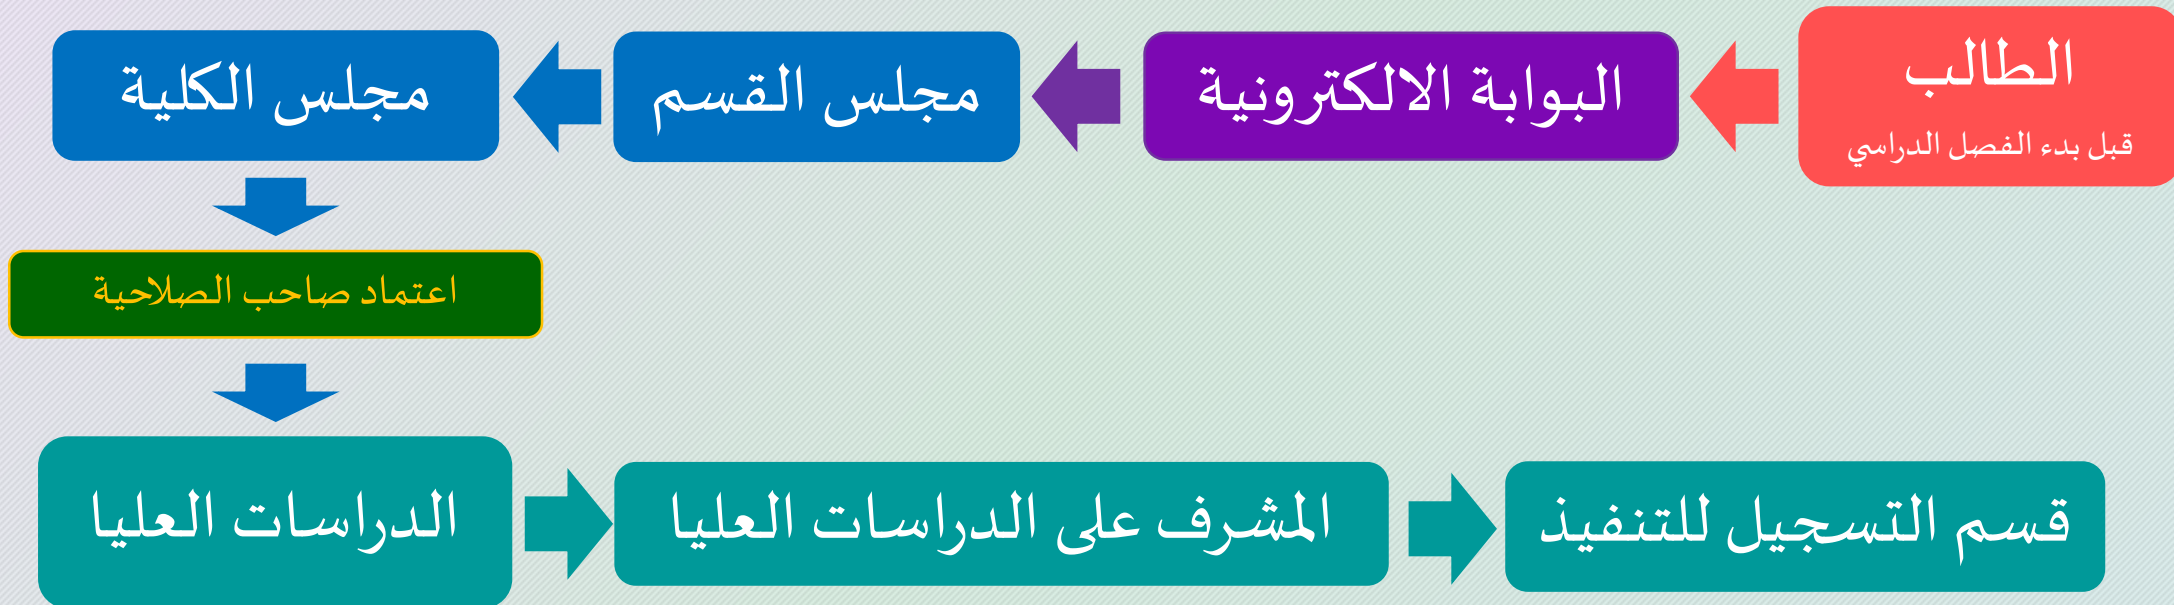 الطالب
قبل بدء الفصل الدراسي
البوابة الالكترونية
مجلس القسم
مجلس الكلية
اعتماد صاحب الصلاحية
الدراسات العليا
المشرف على الدراسات العليا
قسم التسجيل للتنفيذ